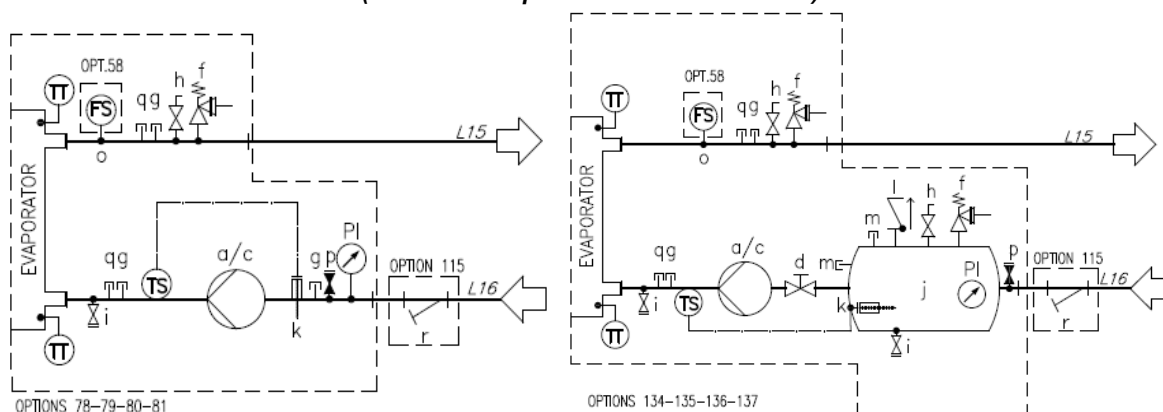 OPT.58
TT
FS
qg
h
f
o
L15
EVAPORATOR
a/c
PI
qg
TS
g
p
OPTION 115
L16
i
k
r
TT
OPTIONS 78-79-80-81
OPT.58
TT
FS
qg
h
f
o
L15
EVAPORATOR
l
h
f
m
a/c
d
p
qg
m
PI
OPTION 115
j
L16
TS
k
i
r
i
TT
OPTIONS 134-135-136-137